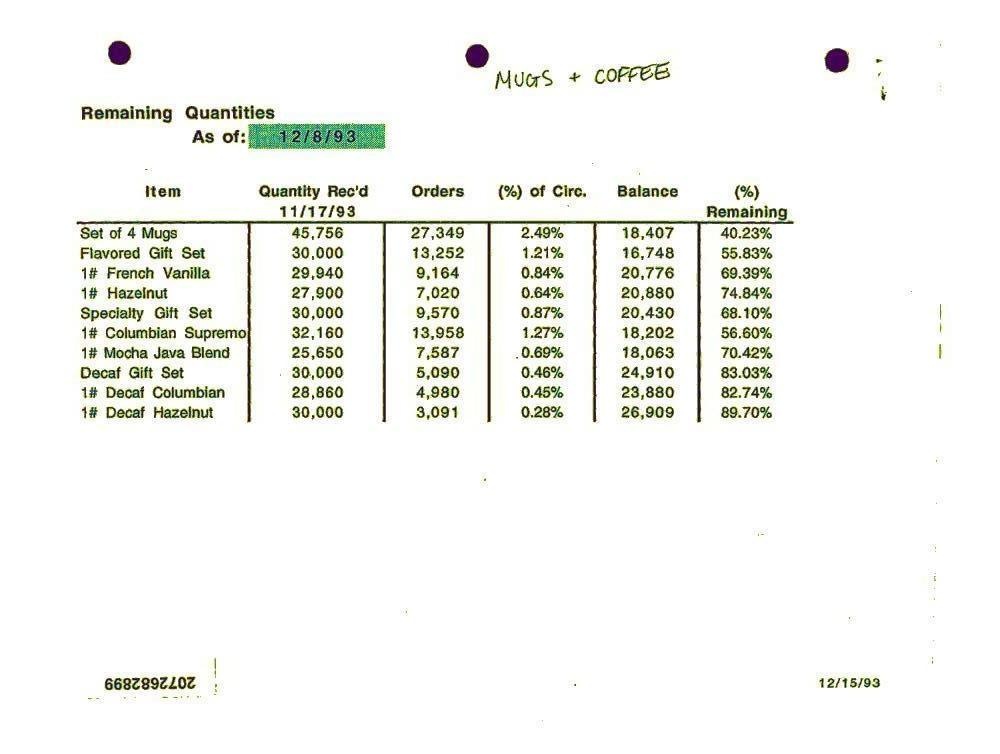 MUGS + COFFEE
Remaining Quantities
As of: 12/8/93
Item Quantity Rec'd Orders (%) of Circ. Balance (%)
11/17/93 Remaining
Set of 4 Mugs 45,756 27,349 2.49% 18,407 40.23%
Flavored Gift Set 30,000 13,252 1.21% 16,748 55.83%
1# French Vanilla 29,940 9,164 0.84% 20,776 69.39%
1# Hazelnut 27,900 7,020 0.64% 20,880 74.84%
Specialty Gift Set 30,000 9,570 0.87% 20,430 68.10%
1# Columbian Supremo 32,160 13,958 1.27% 18,202 56.60%
1# Mocha Java Blend 25,650 7,587 0.69% 18,063 70.42%
Decaf Gift Set 30,000 5,090 0.46% 24,910 83.03%
1# Decaf Columbian 28,860 4,980 0.45% 23,880 82.74%
1# Decaf Hazelnut 30,000 3,091 0.28% 26,909 89.70%
2072682899
12/15/93